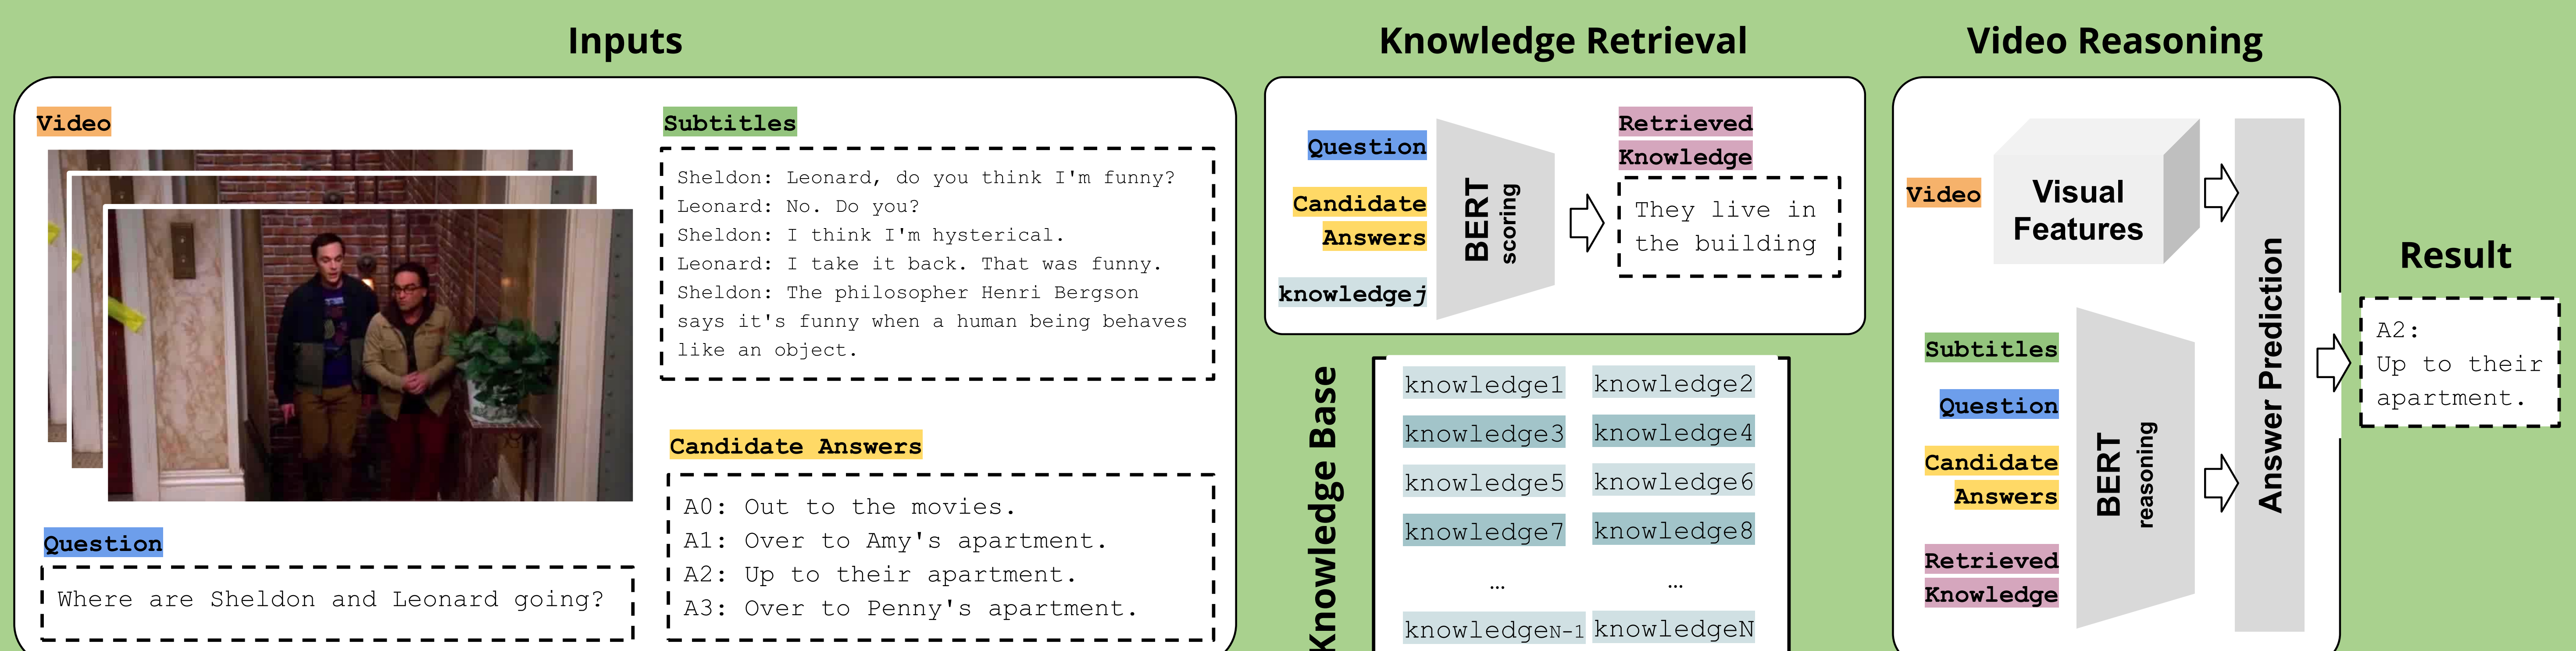 Inputs
Video
Question
Where are Sheldon and Leonard going?
Subtitles
Sheldon: Leonard, do you think I'm funny?
Leonard: No. Do you?
Sheldon: I think I'm hysterical.
Leonard: I take it back. That was funny.
Sheldon: The philosopher Henri Bergson
says it's funny when a human being behaves
like an object.
Candidate Answers
A0: Out to the movies.
A1: Over to Amy's apartment.
A2: Up to their apartment.
A3: Over to Penny's apartment.
Knowledge Retrieval
Question
Candidate
Answers
knowledgej
BERT
scoring
Retrieved
Knowledge
They live in
the building
Knowledge Base
knowledge1 knowledge2
knowledge3 knowledge4
knowledge5 knowledge6
knowledge7 knowledge8
… …
knowledgeN-1 knowledgeN
Video Reasoning
Video
Visual
Features
Subtitles
Question
Candidate
Answers
Retrieved
Knowledge
BERT
reasoning
Answer Prediction
Result
A2:
Up to their
apartment.